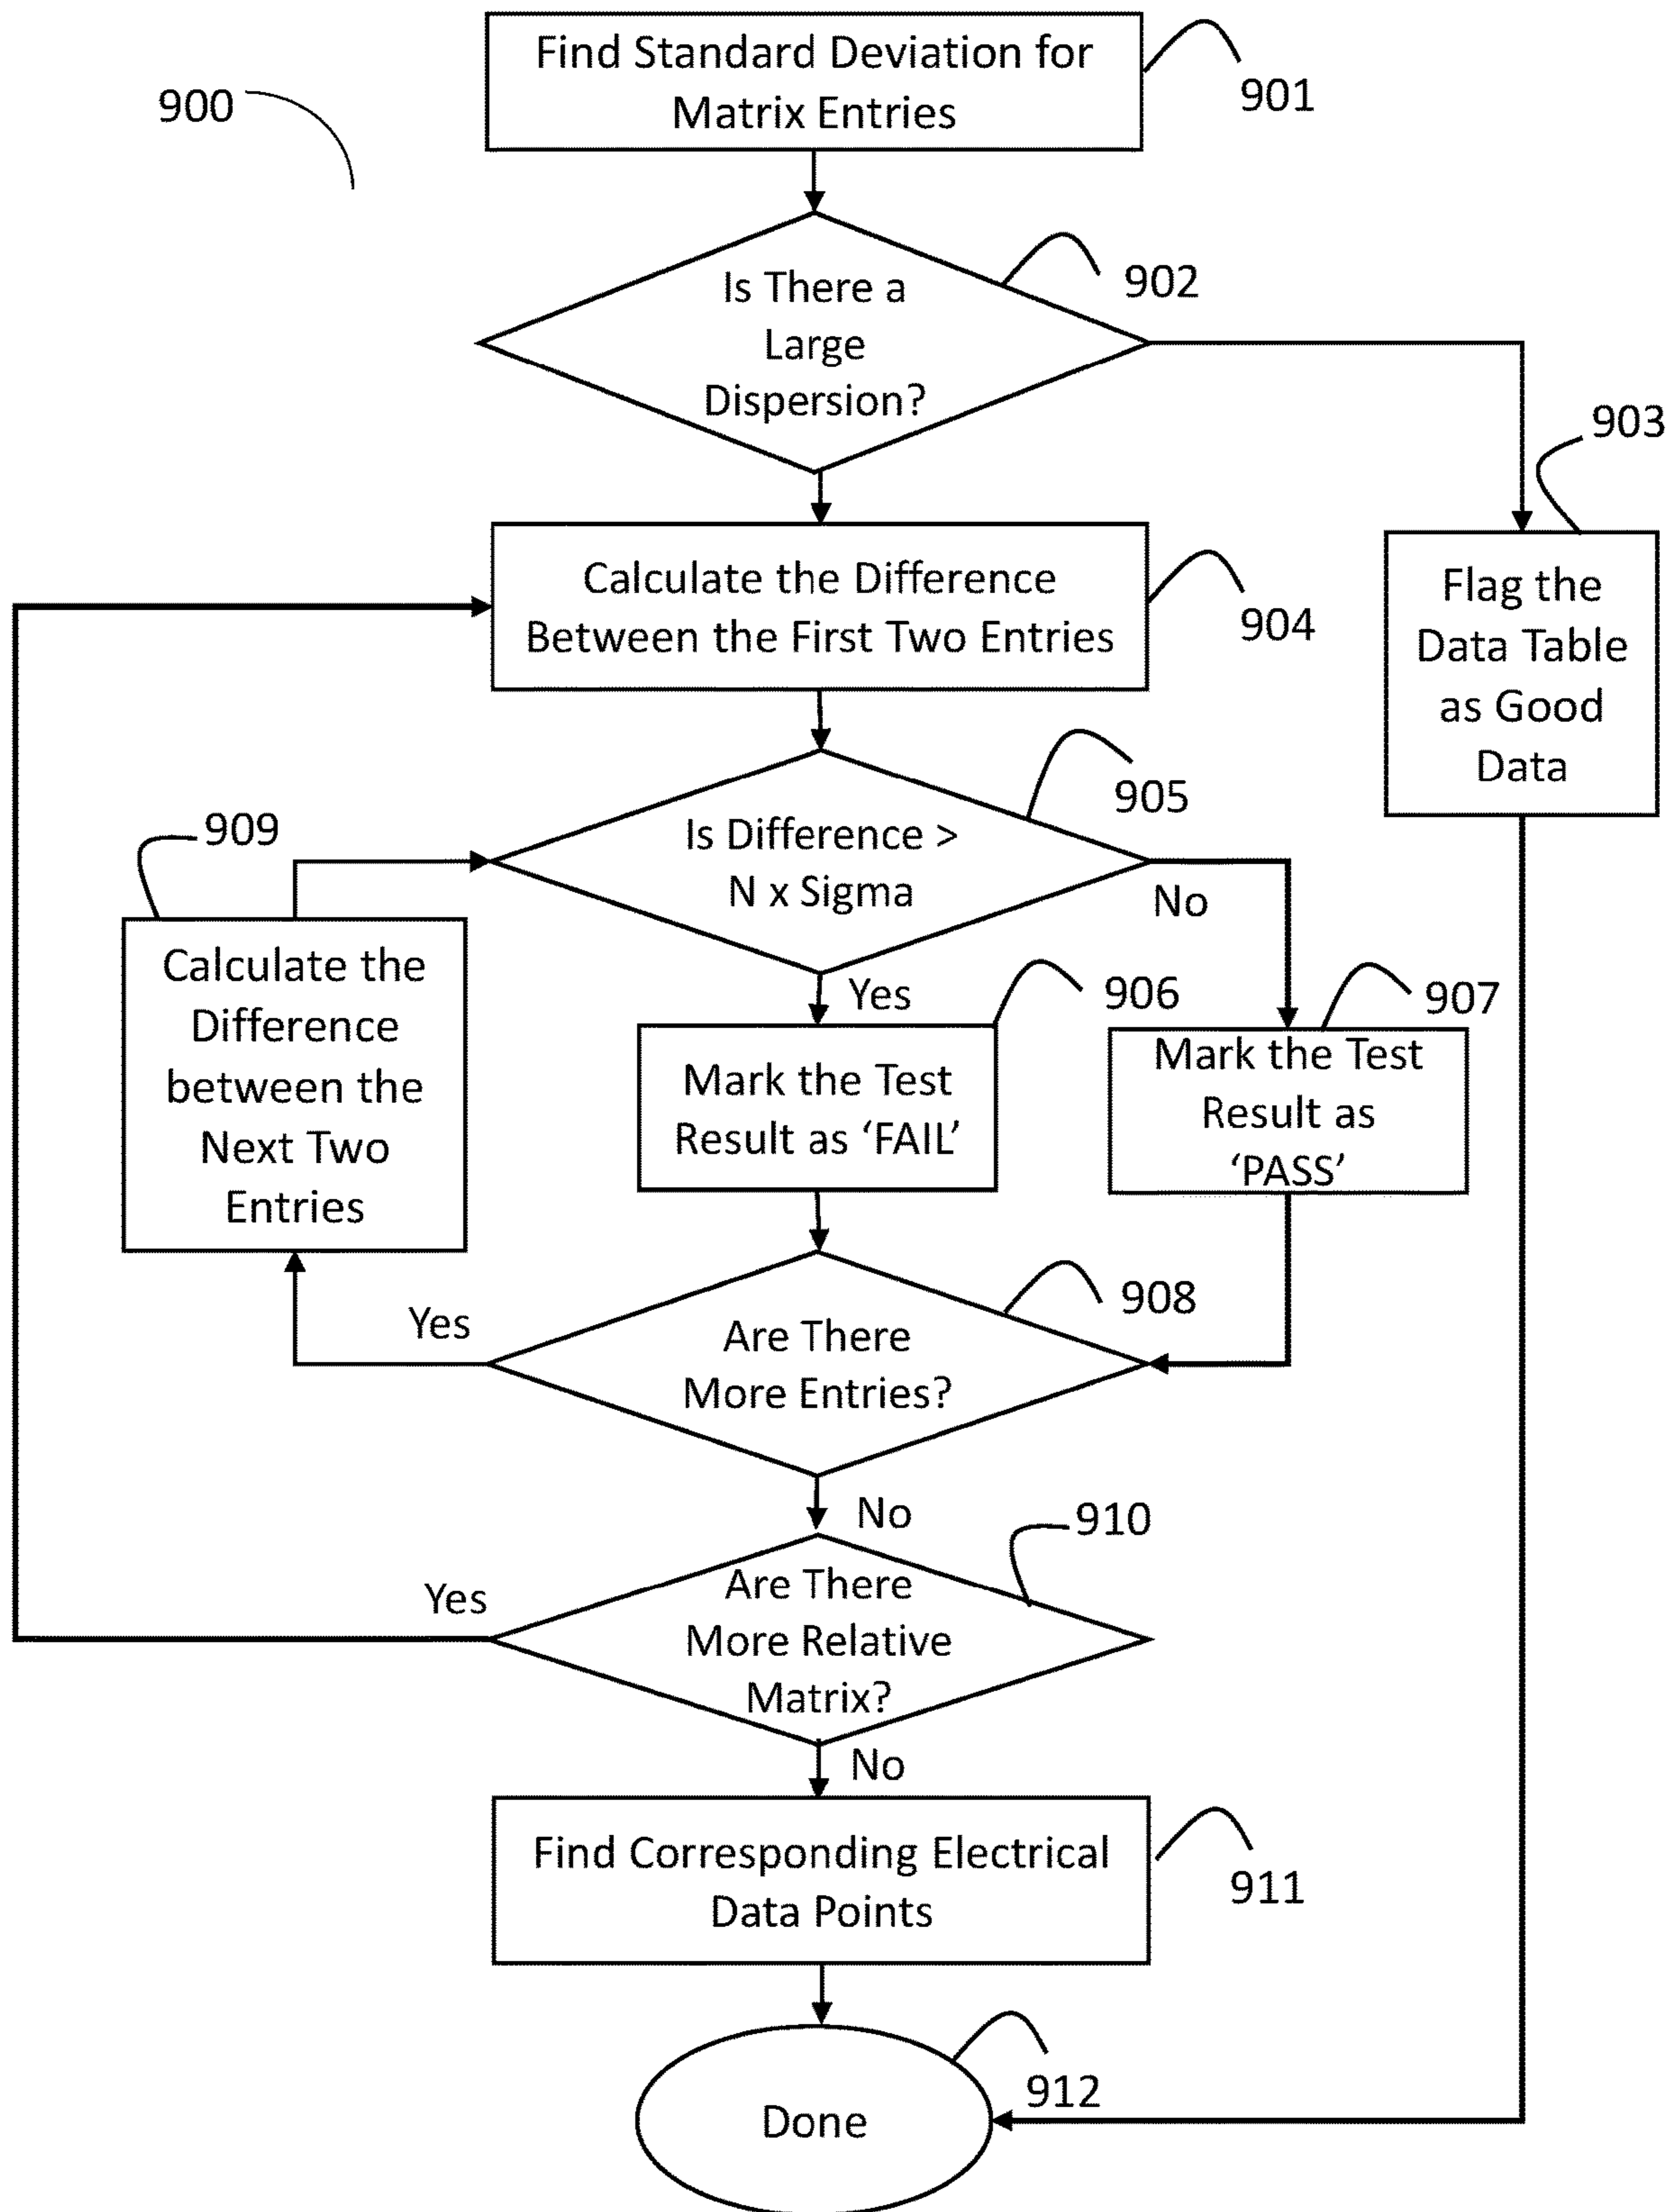 Find Standard Deviation for
Matrix Entries
901
900
Is There a
Large
Dispersion?
902
903
Flag the
Data Table
as Good
Data
Calculate the Difference
Between the First Two Entries
904
Is Difference >
N x Sigma
905
No
Yes
909
Calculate the
Difference
between the
Next Two
Entries
906
Mark the Test
Result as ‘FAIL’
907
Mark the Test
Result as
‘PASS’
908
Are There
More Entries?
Yes
No
910
Are There
More Relative
Matrix?
Yes
No
Find Corresponding Electrical
Data Points
911
912
Done